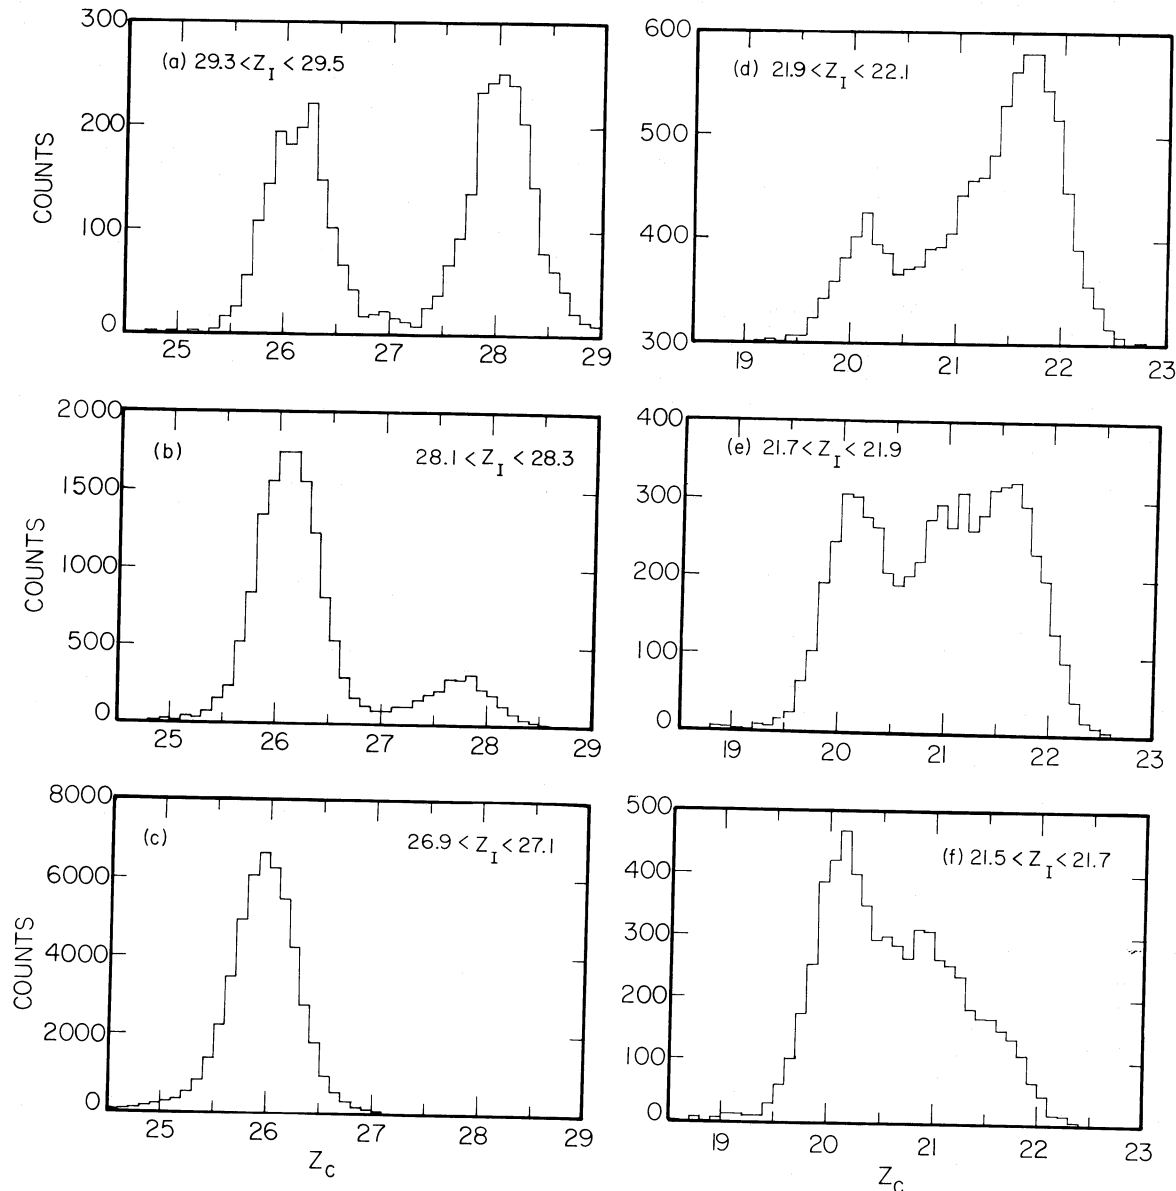 (a) 29.3 < Z_I < 29.5
COUNTS
300
200
100
0
25 26 27 28 29
(b) 28.1 < Z_I < 28.3
COUNTS
2000
1500
1000
500
0
25 26 27 28 29
(c) 26.9 < Z_I < 27.1
COUNTS
8000
6000
4000
2000
0
25 26 27 28 29
Z_C
(d) 21.9 < Z_I < 22.1
600
500
400
300
19 20 21 22 23
(e) 21.7 < Z_I < 21.9
400
300
200
100
0
19 20 21 22 23
(f) 21.5 < Z_I < 21.7
500
400
300
200
100
0
19 20 21 22 23
Z_C